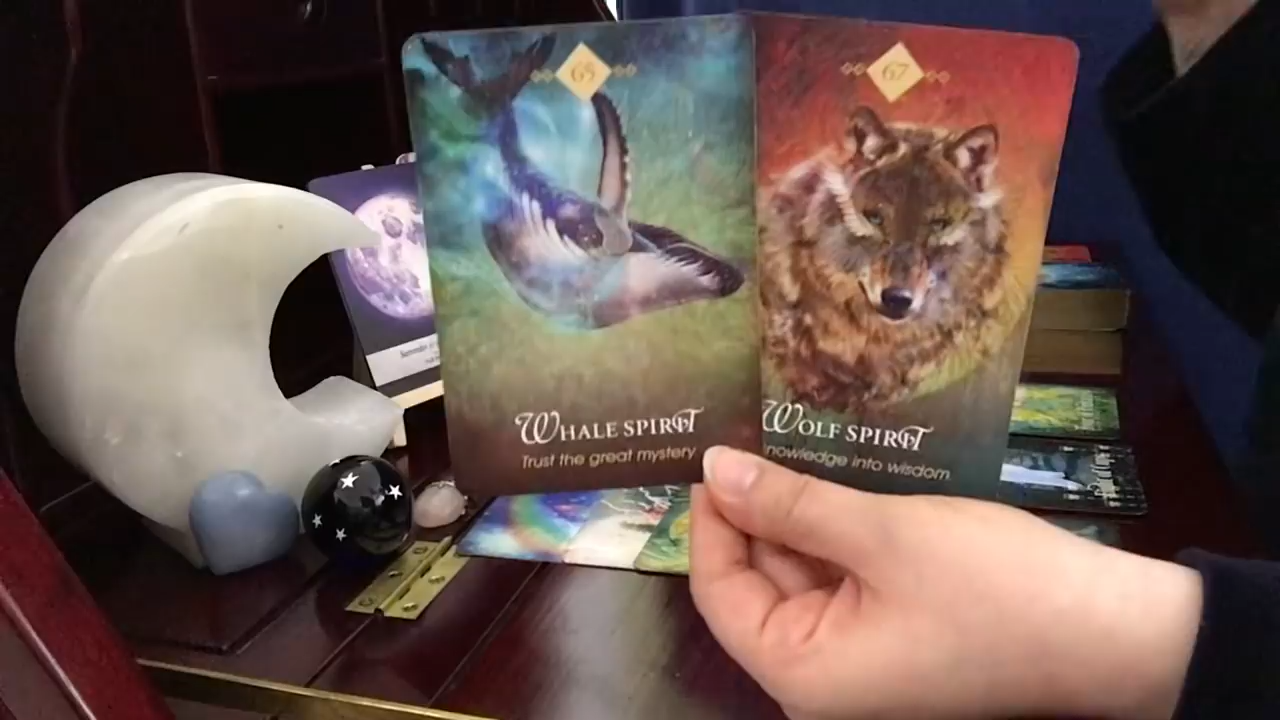 65
WHALE SPIRIT
Trust the great mystery
67
WOLF SPIRIT
nowledge into wisdom